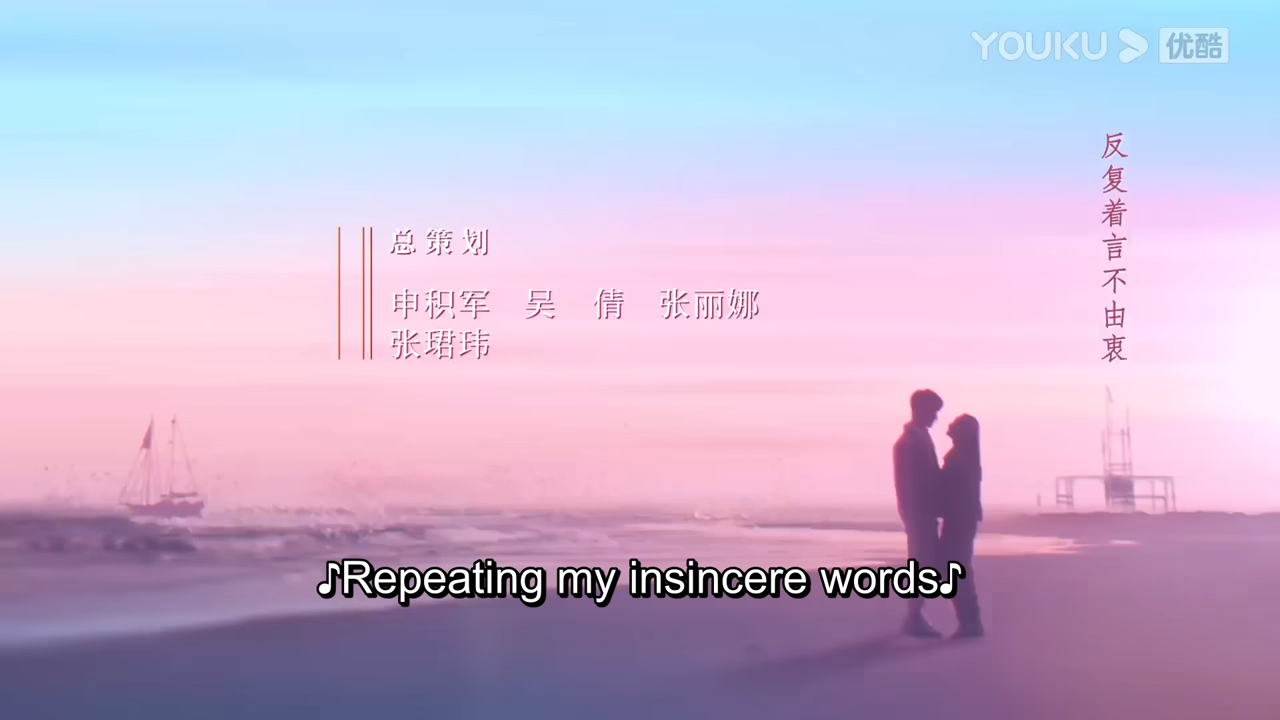 YOUKU 优酷
反复着言不由衷
总策划
申积军 吴 倩 张丽娜
张珺玮
♪Repeating my insincere words♪